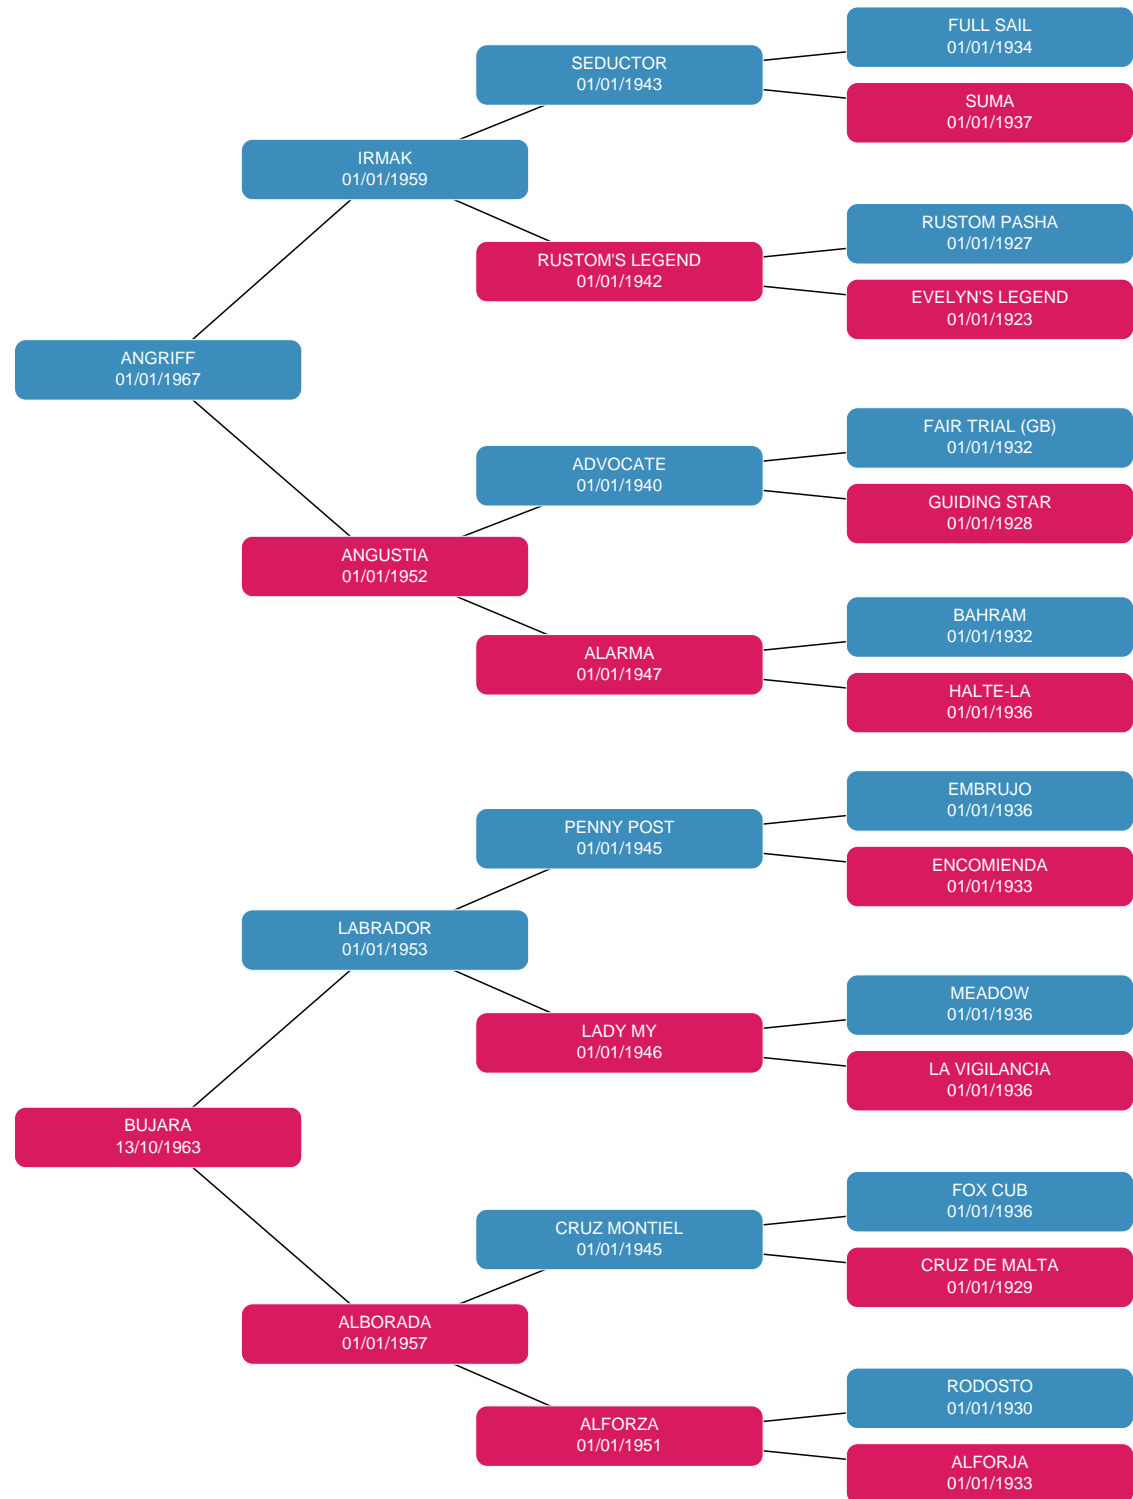 FULL SAIL
01/01/1934
SEDUCTOR
01/01/1943
SUMA
01/01/1937
IRMAK
01/01/1959
RUSTOM PASHA
01/01/1927
RUSTOM'S LEGEND
01/01/1942
EVELYN'S LEGEND
01/01/1923
ANGRIFF
01/01/1967
FAIR TRIAL (GB)
01/01/1932
ADVOCATE
01/01/1940
GUIDING STAR
01/01/1928
ANGUSTIA
01/01/1952
BAHRAM
01/01/1932
ALARMA
01/01/1947
HALTE-LA
01/01/1936
EMBRUJO
01/01/1936
PENNY POST
01/01/1945
ENCOMIENDA
01/01/1933
LABRADOR
01/01/1953
MEADOW
01/01/1936
LADY MY
01/01/1946
LA VIGILANCIA
01/01/1936
BUJARA
13/10/1963
FOX CUB
01/01/1936
CRUZ MONTIEL
01/01/1945
CRUZ DE MALTA
01/01/1929
ALBORADA
01/01/1957
RODOSTO
01/01/1930
ALFORZA
01/01/1951
ALFORJA
01/01/1933